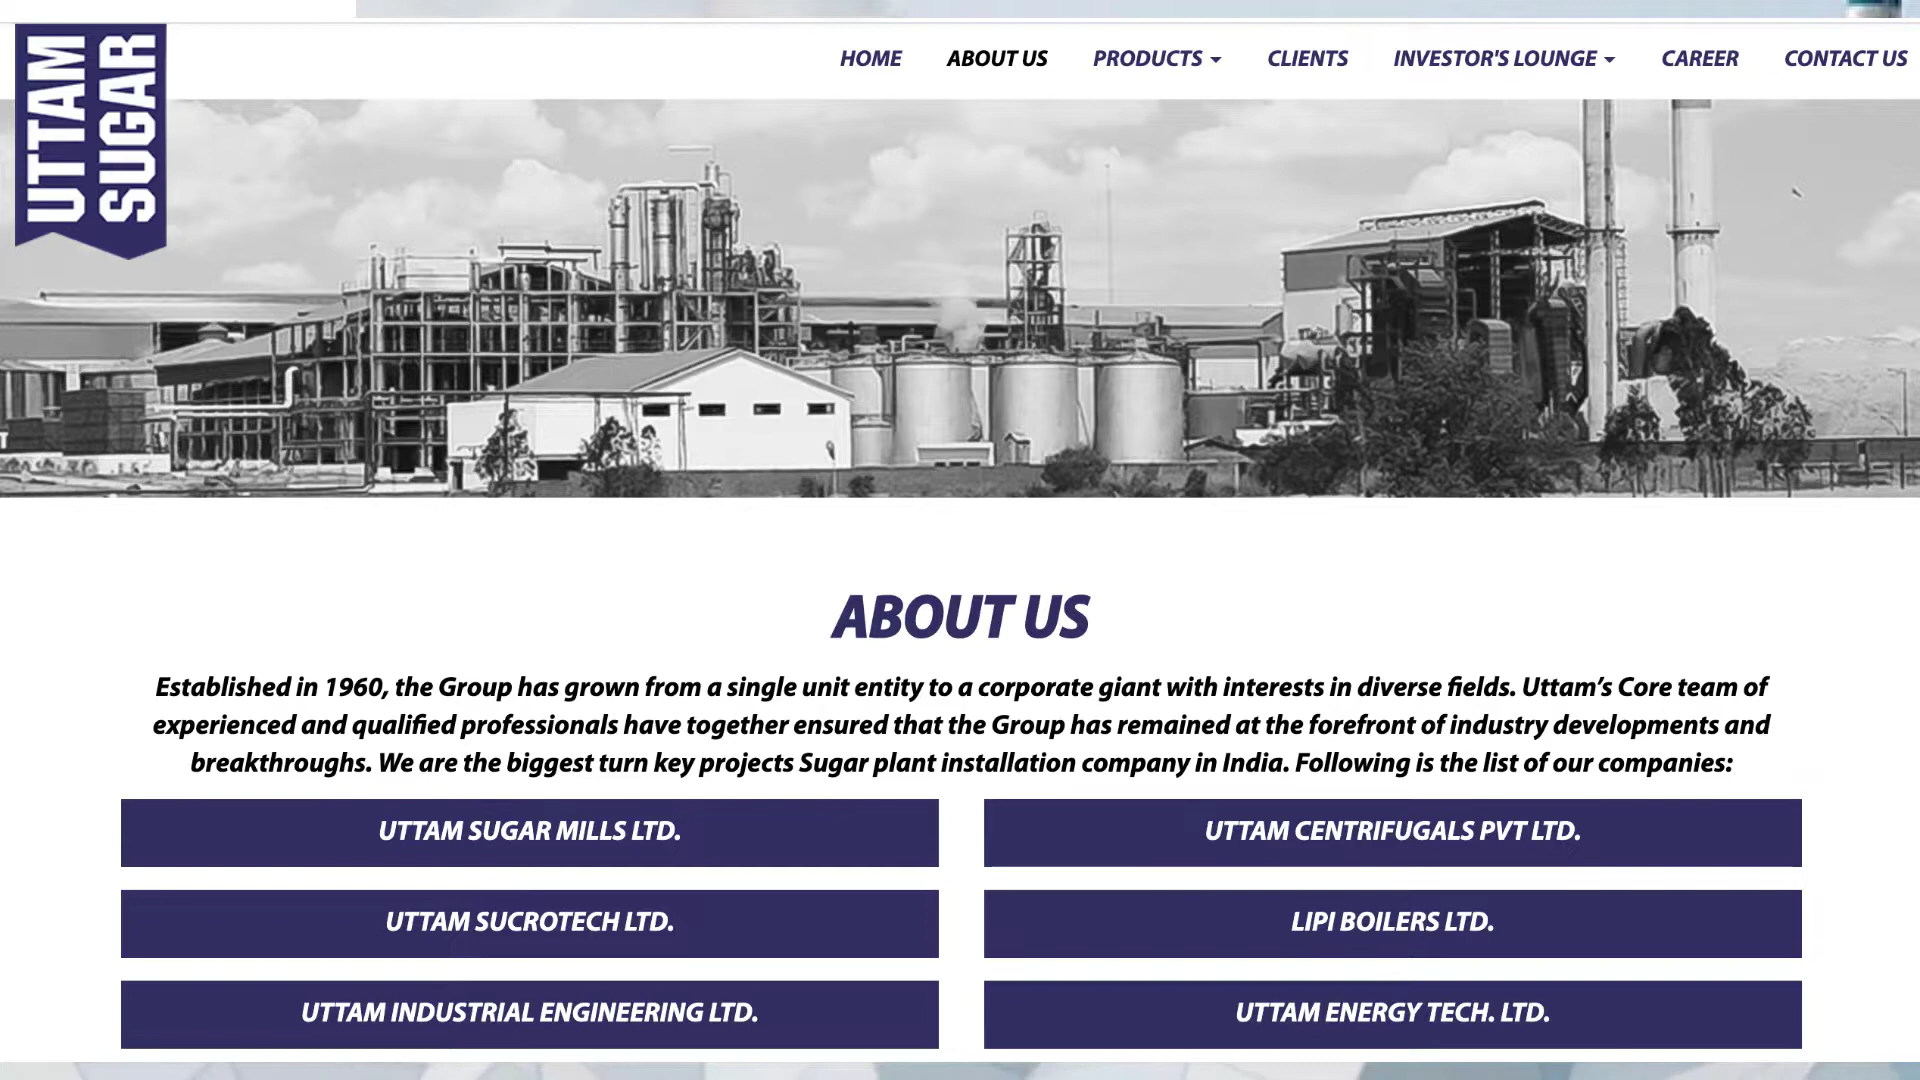 UTTAM
SUGAR
HOME ABOUT US PRODUCTS CLIENTS INVESTOR'S LOUNGE CAREER CONTACT US
ABOUT US
Established in 1960, the Group has grown from a single unit entity to a corporate giant with interests in diverse fields. Uttam’s Core team of
experienced and qualified professionals have together ensured that the Group has remained at the forefront of industry developments and
breakthroughs. We are the biggest turn key projects Sugar plant installation company in India. Following is the list of our companies:
UTTAM SUGAR MILLS LTD. UTTAM CENTRIFUGALS PVT LTD.
UTTAM SUCROTECH LTD. LIPI BOILERS LTD.
UTTAM INDUSTRIAL ENGINEERING LTD. UTTAM ENERGY TECH. LTD.